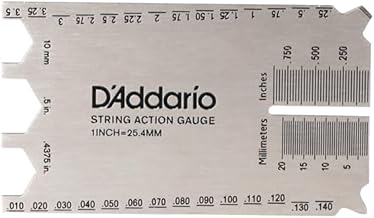 3.5 3.25 3 2.75 2.5 2.25 2 1.75 1.5 1.25 1 .75 .5 .25
10 mm
.5 in.
.4375 in.
D'Addario
STRING ACTION GAUGE
1INCH=25.4MM
.750 .500 .250
Inches
Millimeters
20 15 10 5
.010 .020 .030 .040 .050 .060 .070 .080 .090 .100 .110 .120 .130 .140